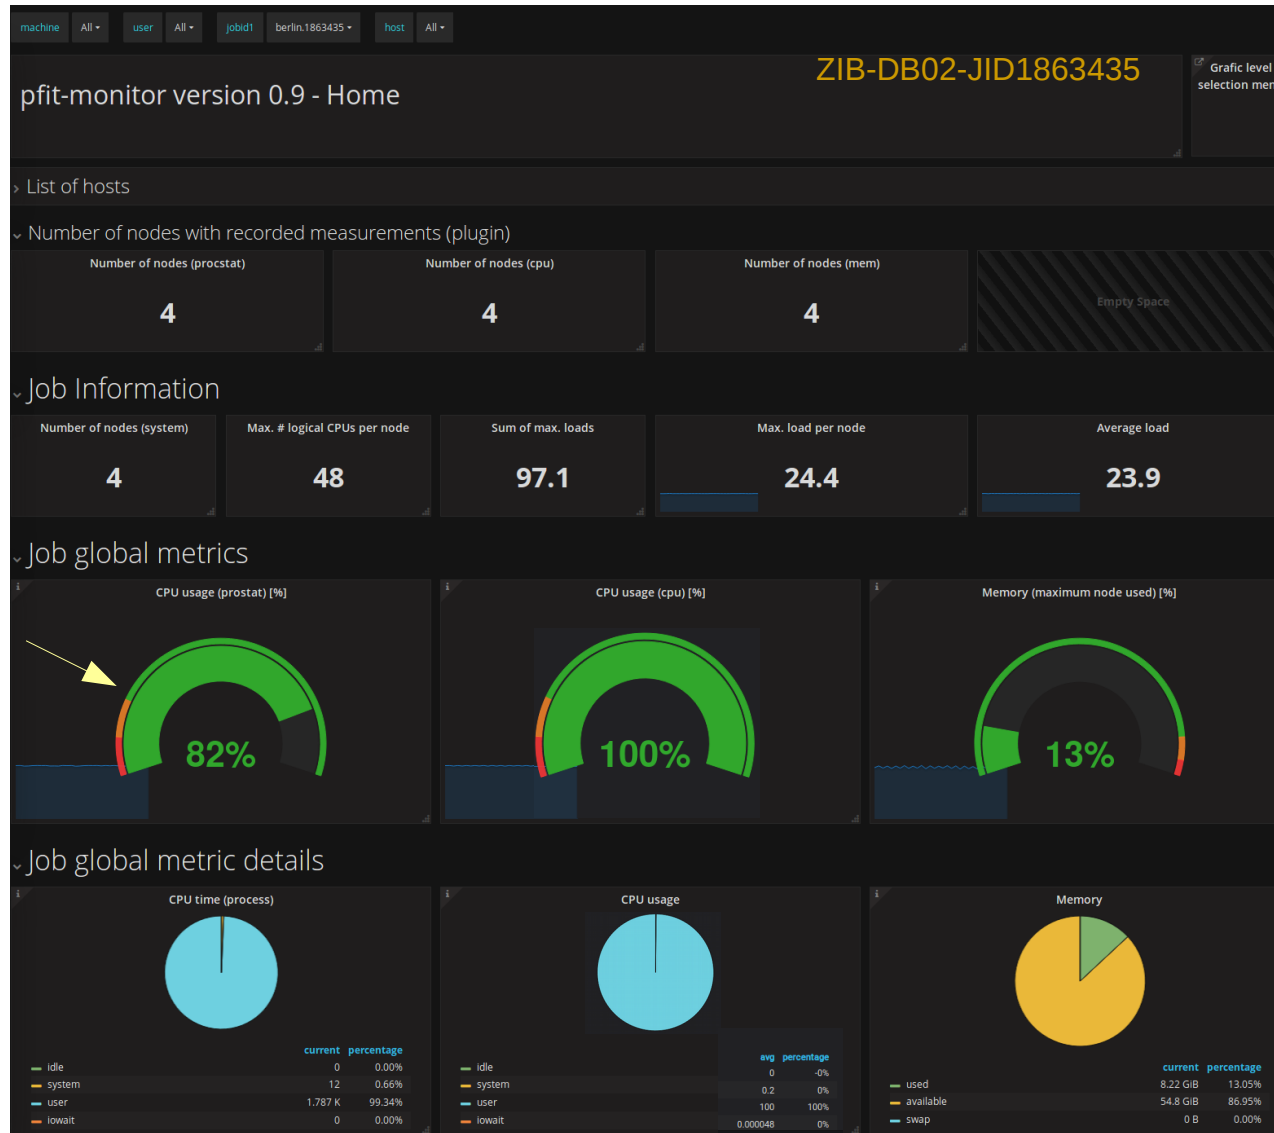 machine All user All jobid1 berlin.1863435 host All
ZIB-DB02-JID1863435
pfit-monitor version 0.9 - Home
Grafic level
selection men
List of hosts
Number of nodes with recorded measurements (plugin)
Number of nodes (procstat) Number of nodes (cpu) Number of nodes (mem)
4 4 4 Empty Space
Job Information
Number of nodes (system) Max. # logical CPUs per node Sum of max. loads Max. load per node Average load
4 48 97.1 24.4 23.9
Job global metrics
CPU usage (prostat) [%] CPU usage (cpu) [%] Memory (maximum node used) [%]
82% 100% 13%
Job global metric details
CPU time (process) CPU usage Memory
current percentage
idle 0 0.00%
system 12 0.66%
user 1.787 K 99.34%
iowait 0 0.00%
avg percentage
idle 0 -0%
system 0.2 0%
user 100 100%
iowait 0.000048 0%
current percentage
used 8.22 GiB 13.05%
available 54.8 GiB 86.95%
swap 0 B 0.00%